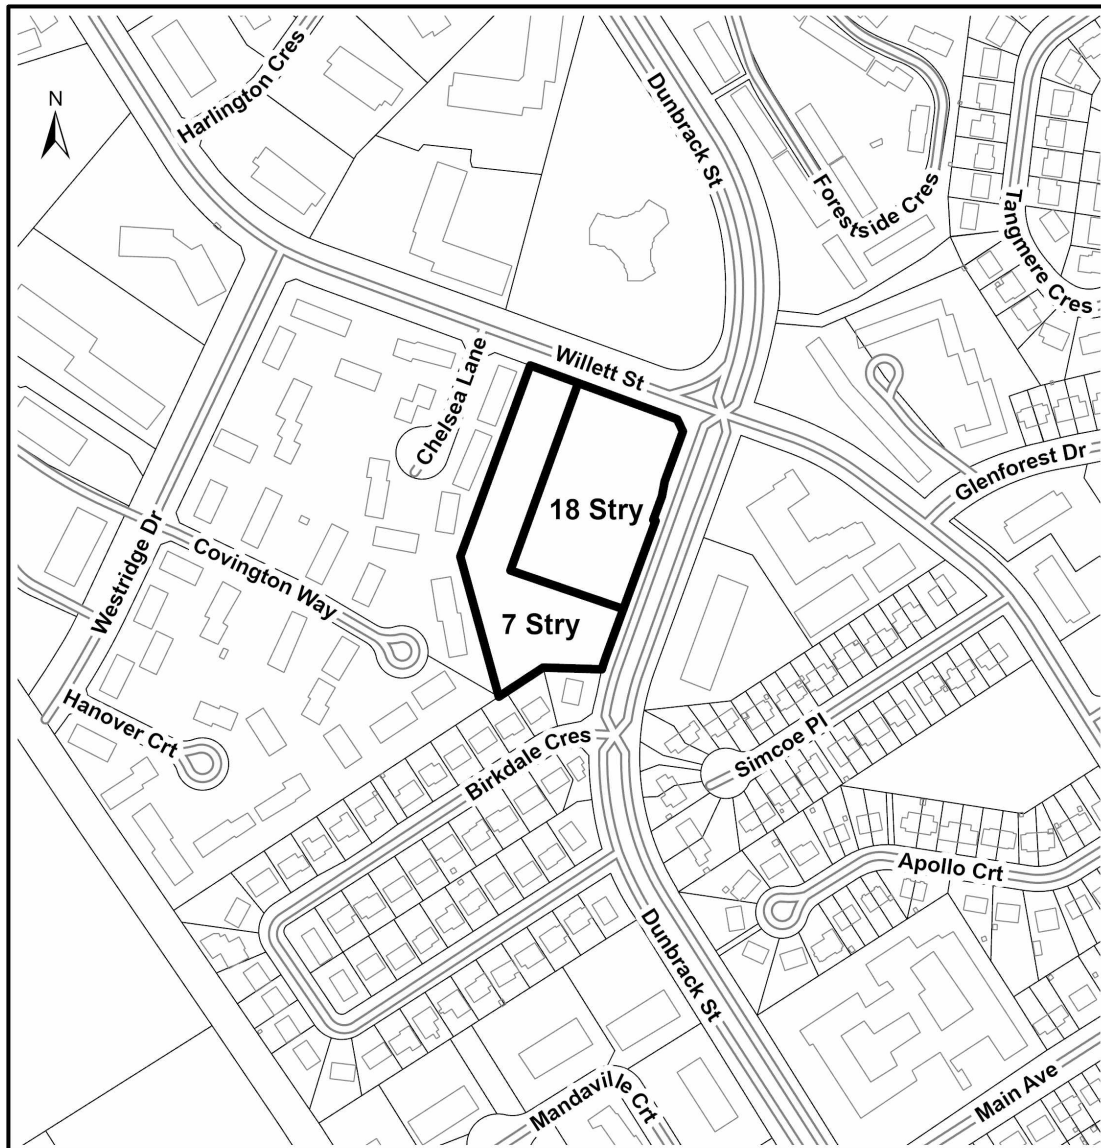 Harlington Cres
N
Dunbrack St
Forestside Cres
Tangmere Cres
Willett St
Chelsea Lane
Glenforest Dr
18 Stry
Westridge Dr
Covington Way
7 Stry
Hanover Crt
Birkdale Cres
Simcoe Pl
Apollo Crt
Dunbrack St
Mandaville Crt
Main Ave